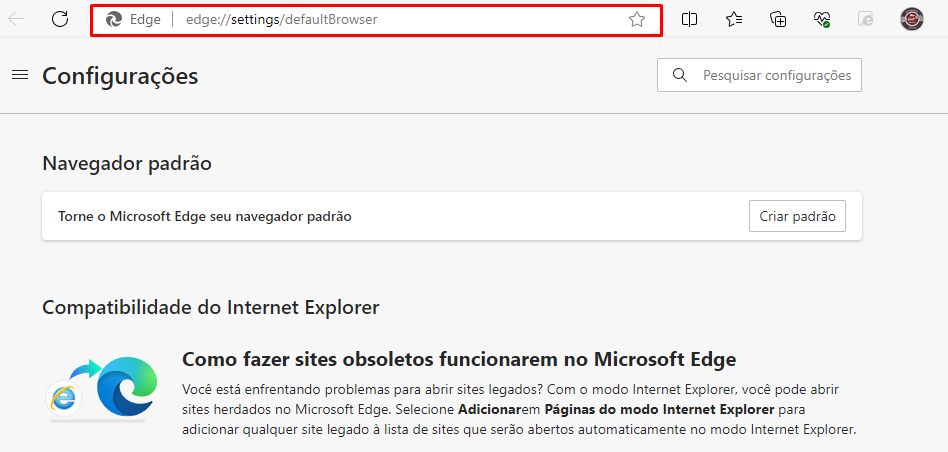 Edge | edge://settings/defaultBrowser
Configurações
Pesquisar configurações
Navegador padrão
Torne o Microsoft Edge seu navegador padrão
Criar padrão
Compatibilidade do Internet Explorer
Como fazer sites obsoletos funcionarem no Microsoft Edge
Você está enfrentando problemas para abrir sites legados? Com o modo Internet Explorer, você pode abrir
sites herdados no Microsoft Edge. Selecione Adicionarem Páginas do modo Internet Explorer para
adicionar qualquer site legado à lista de sites que serão abertos automaticamente no modo Internet Explorer.